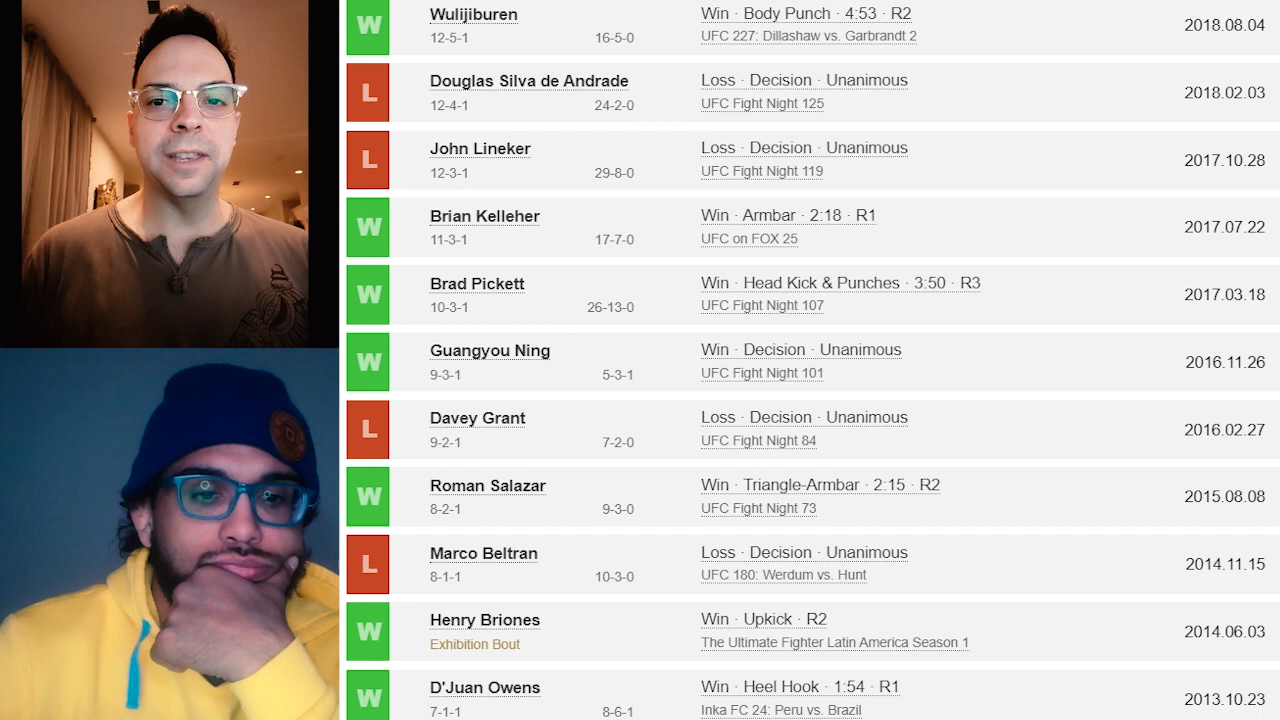 W
Wulijiburen
Win · Body Punch · 4:53 · R2
12-5-1
16-5-0
UFC 227: Dillashaw vs. Garbrandt 2
2018.08.04
L
Douglas Silva de Andrade
Loss · Decision · Unanimous
12-4-1
24-2-0
UFC Fight Night 125
2018.02.03
L
John Lineker
Loss · Decision · Unanimous
12-3-1
29-8-0
UFC Fight Night 119
2017.10.28
W
Brian Kelleher
Win · Armbar · 2:18 · R1
11-3-1
17-7-0
UFC on FOX 25
2017.07.22
W
Brad Pickett
Win · Head Kick & Punches · 3:50 · R3
10-3-1
26-13-0
UFC Fight Night 107
2017.03.18
W
Guangyou Ning
Win · Decision · Unanimous
9-3-1
5-3-1
UFC Fight Night 101
2016.11.26
L
Davey Grant
Loss · Decision · Unanimous
9-2-1
7-2-0
UFC Fight Night 84
2016.02.27
W
Roman Salazar
Win · Triangle-Armbar · 2:15 · R2
8-2-1
9-3-0
UFC Fight Night 73
2015.08.08
L
Marco Beltran
Loss · Decision · Unanimous
8-1-1
10-3-0
UFC 180: Werdum vs. Hunt
2014.11.15
W
Henry Briones
Win · Upkick · R2
Exhibition Bout
The Ultimate Fighter Latin America Season 1
2014.06.03
W
D'Juan Owens
Win · Heel Hook · 1:54 · R1
7-1-1
8-6-1
Inka FC 24: Peru vs. Brazil
2013.10.23